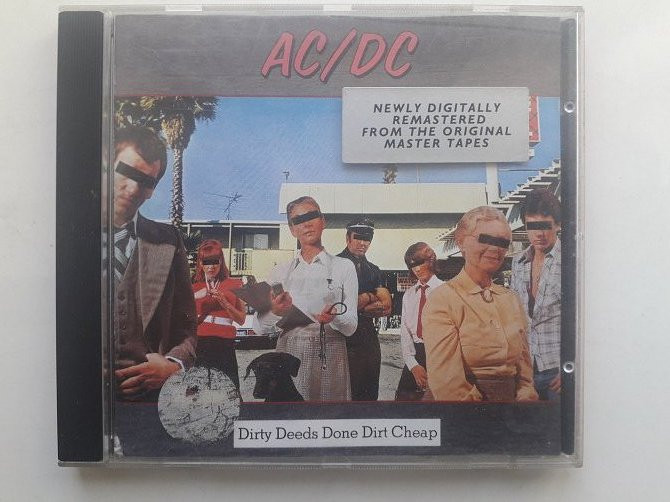 AC/DC
NEWLY DIGITALLY
REMASTERED
FROM THE ORIGINAL
MASTER TAPES
Dirty Deeds Done Dirt Cheap